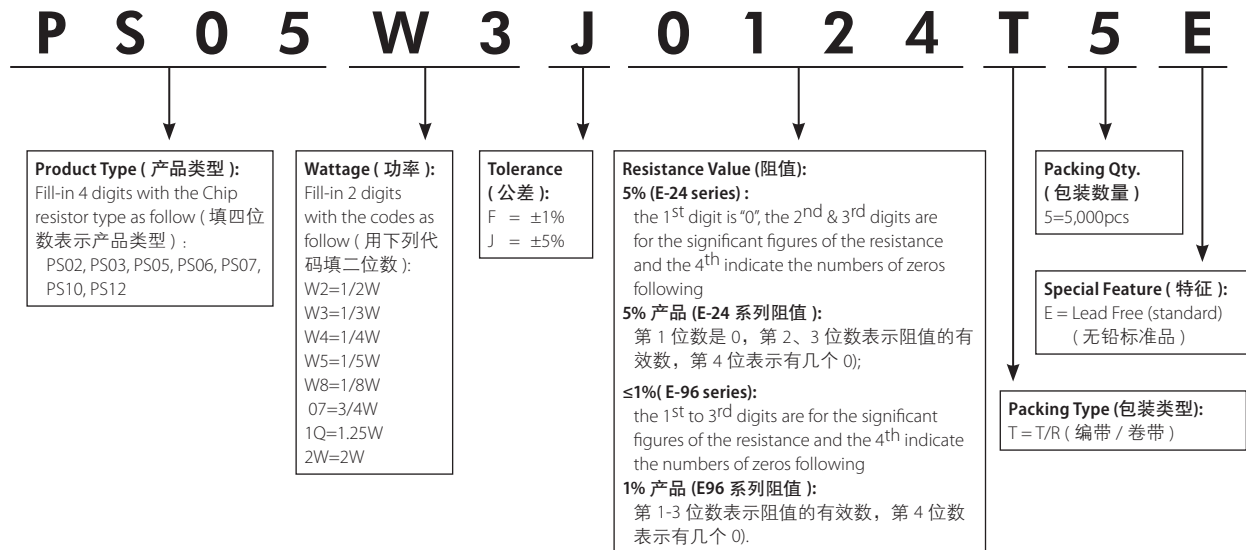 PS05W3J0124T5E
Product Type ( 产品类型 ):
Fill-in 4 digits with the Chip
resistor type as follow ( 填四位
数表示产品类型 ) :
PS02, PS03, PS05, PS06, PS07,
PS10, PS12
Wattage ( 功率 ):
Fill-in 2 digits
with the codes as
follow ( 用下列代
码填二位数 ):
W2=1/2W
W3=1/3W
W4=1/4W
W5=1/5W
W8=1/8W
07=3/4W
1Q=1.25W
2W=2W
Tolerance
( 公差 ):
F = ±1%
J = ±5%
Resistance Value (阻值):
5% (E-24 series) :
the 1st digit is "0", the 2nd & 3rd digits are
for the significant figures of the resistance
and the 4th indicate the numbers of zeros
following
5% 产品 (E-24 系列阻值 ):
第 1 位数是 0，第 2、3 位数表示阻值的有
效数，第 4 位表示有几个 0);
≤1%( E-96 series):
the 1st to 3rd digits are for the significant
figures of the resistance and the 4th indicate
the numbers of zeros following
1% 产品 (E96 系列阻值 ):
第 1-3 位数表示阻值的有效数，第 4 位数
表示有几个 0).
Packing Qty.
( 包装数量 )
5=5,000pcs
Special Feature ( 特征 ):
E = Lead Free (standard)
( 无铅标准品 )
Packing Type (包装类型):
T = T/R ( 编带 / 卷带 )